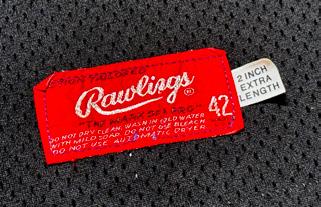 Rawlings ®
"THE MARK OF A PRO" 42
DO NOT DRY CLEAN. WASH IN COLD WATER
WITH MILD SOAP. DO NOT USE BLEACH.
DO NOT USE AUTOMATIC DRYER.
2 INCH
EXTRA
LENGTH